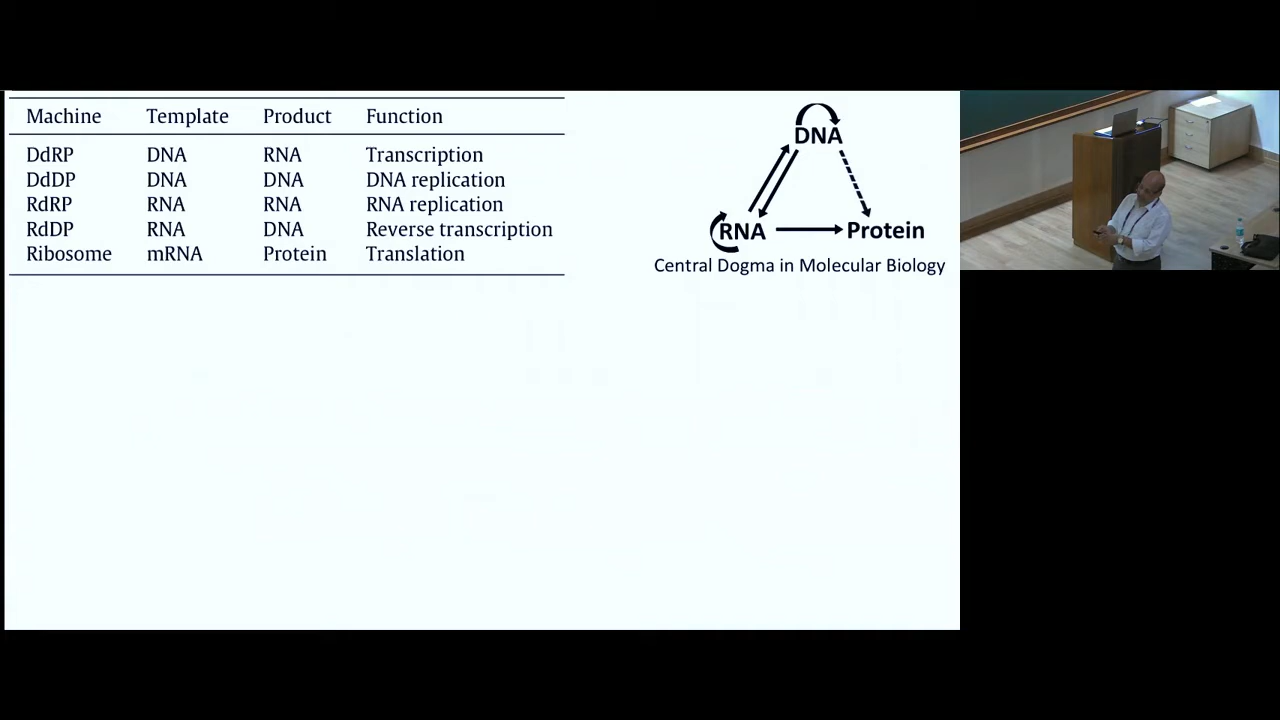 Machine Template Product Function
DdRP DNA RNA Transcription
DdDP DNA DNA DNA replication
RdRP RNA RNA RNA replication
RdDP RNA DNA Reverse transcription
Ribosome mRNA Protein Translation
DNA
RNA Protein
Central Dogma in Molecular Biology